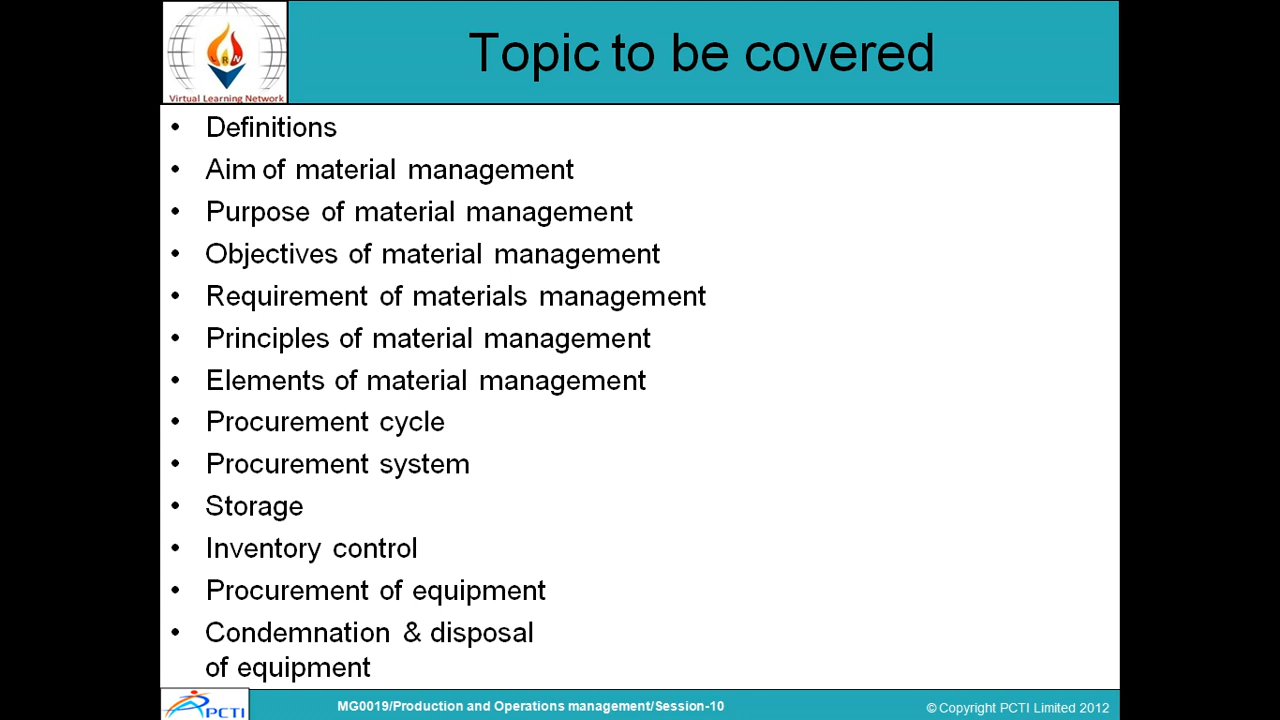 Topic to be covered
LRN
Virtual Learning Network
• Definitions
• Aim of material management
• Purpose of material management
• Objectives of material management
• Requirement of materials management
• Principles of material management
• Elements of material management
• Procurement cycle
• Procurement system
• Storage
• Inventory control
• Procurement of equipment
• Condemnation & disposal
of equipment
PCTI
MG0019/Production and Operations management/Session-10
© Copyright PCTI Limited 2012